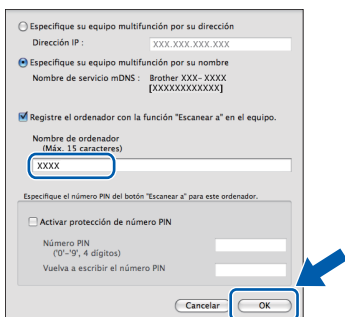 Especifique su equipo multifunción por su dirección
Dirección IP : XXX.XXX.XXX.XXX
Especifique su equipo multifunción por su nombre
Nombre de servicio mDNS : Brother XXX- XXXX
[XXXXXXXXXXXX]
Registre el ordenador con la función "Escanear a" en el equipo.
Nombre de ordenador
(Máx. 15 caracteres)
XXXX
Especifique el número PIN del botón "Escanear a" para este ordenador.
Activar protección de número PIN
Número PIN
('0'-'9', 4 dígitos)
Vuelva a escribir el número PIN
Cancelar OK